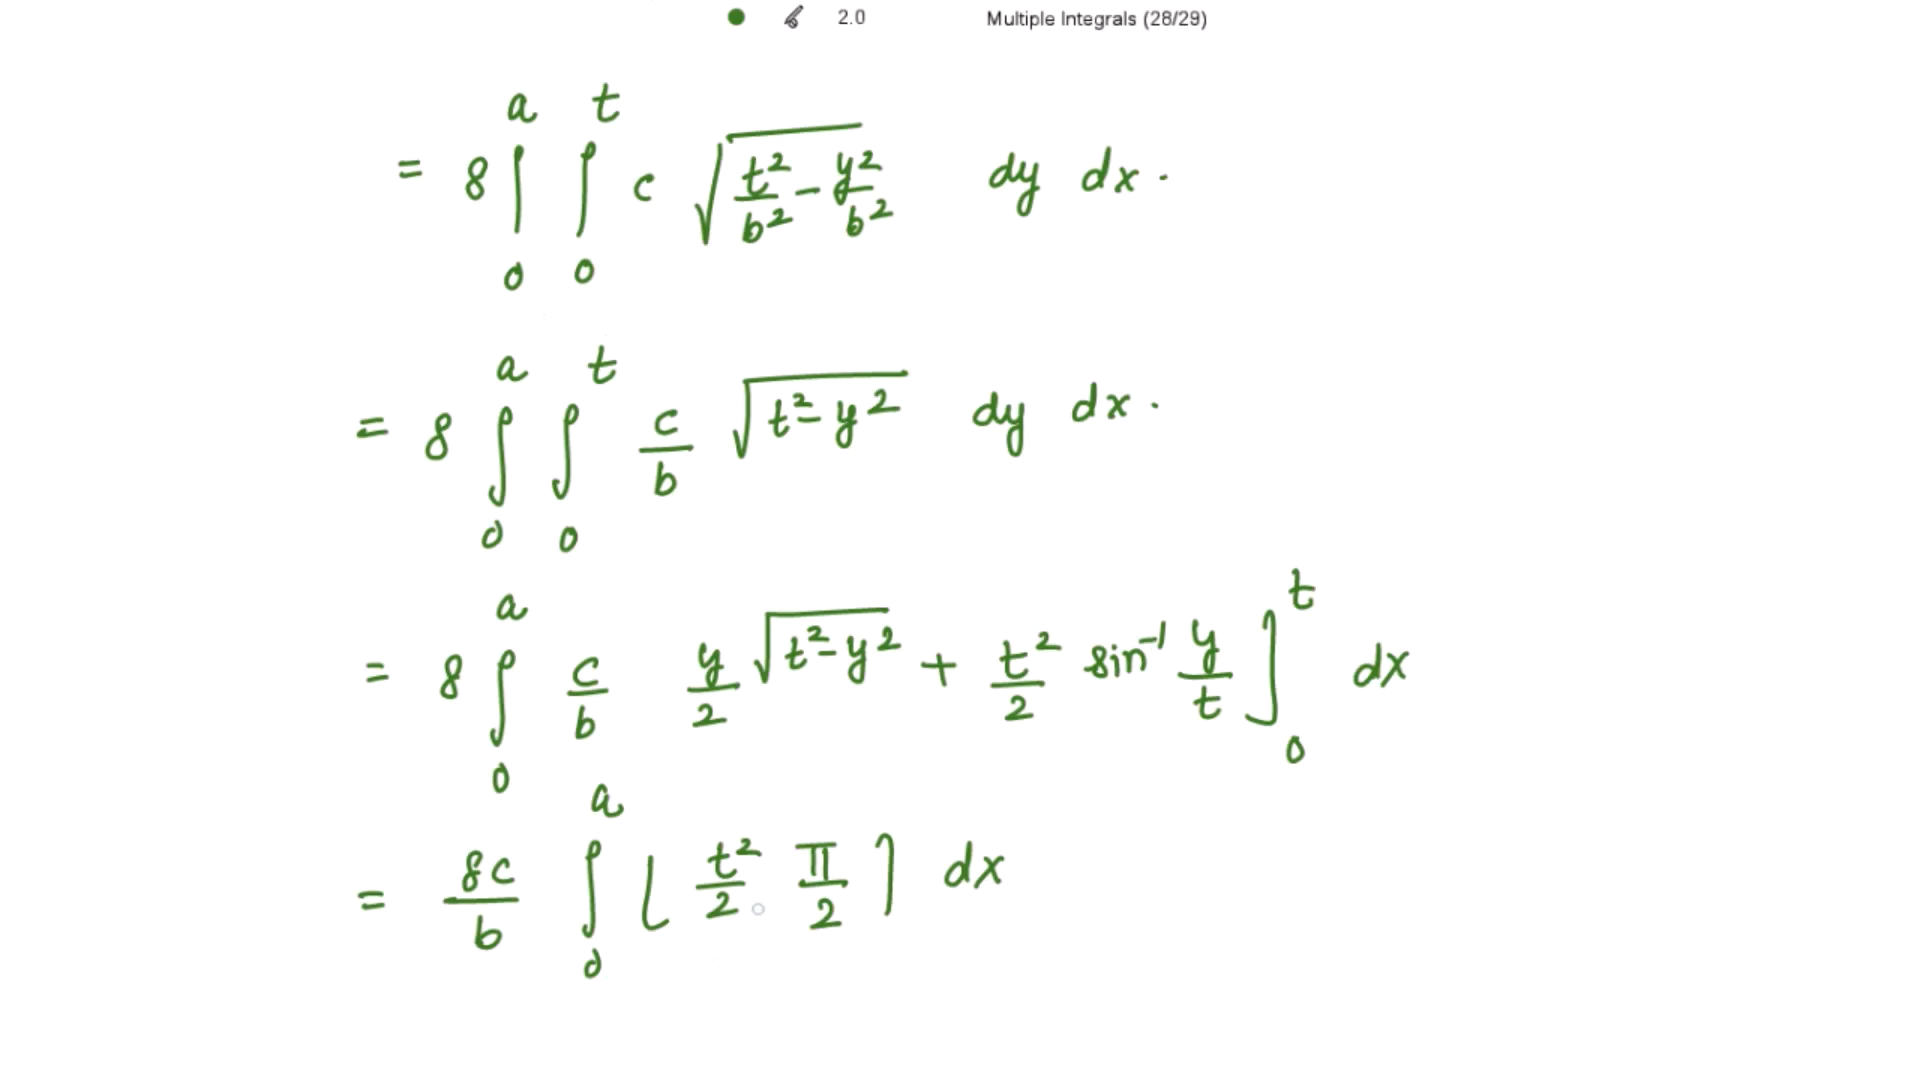 2.0 Multiple Integrals (28/29)
= 8 ∫₀ᵃ ∫₀ᵗ c √(t²/b² − y²/b²) dy dx.
= 8 ∫₀ᵃ ∫₀ᵗ c/b √(t² − y²) dy dx.
= 8 ∫₀ᵃ c/b y/2 √(t² − y²) + t²/2 sin⁻¹ y/t ]₀ᵗ dx
= 8c/b ∫₀ᵃ [ t²/2 π/2 ] dx